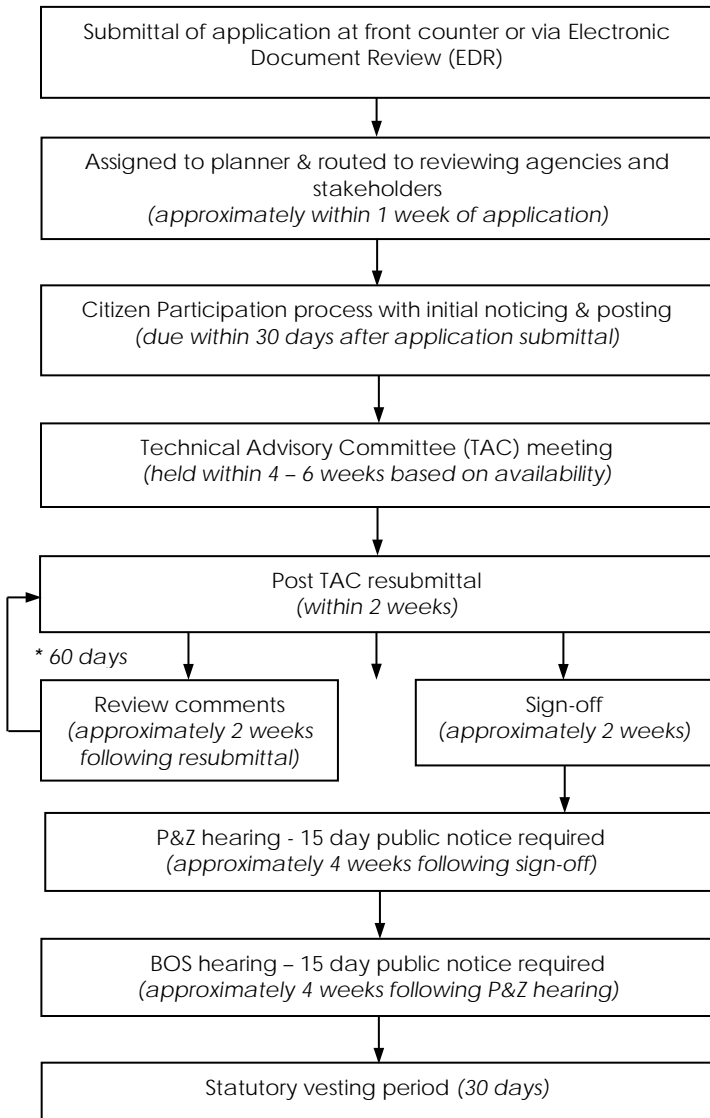 Submittal of application at front counter or via Electronic
Document Review (EDR)
Assigned to planner & routed to reviewing agencies and
stakeholders
(approximately within 1 week of application)
Citizen Participation process with initial noticing & posting
(due within 30 days after application submittal)
Technical Advisory Committee (TAC) meeting
(held within 4 – 6 weeks based on availability)
Post TAC resubmittal
(within 2 weeks)
* 60 days
Review comments
(approximately 2 weeks
following resubmittal)
Sign-off
(approximately 2 weeks)
P&Z hearing - 15 day public notice required
(approximately 4 weeks following sign-off)
BOS hearing – 15 day public notice required
(approximately 4 weeks following P&Z hearing)
Statutory vesting period (30 days)